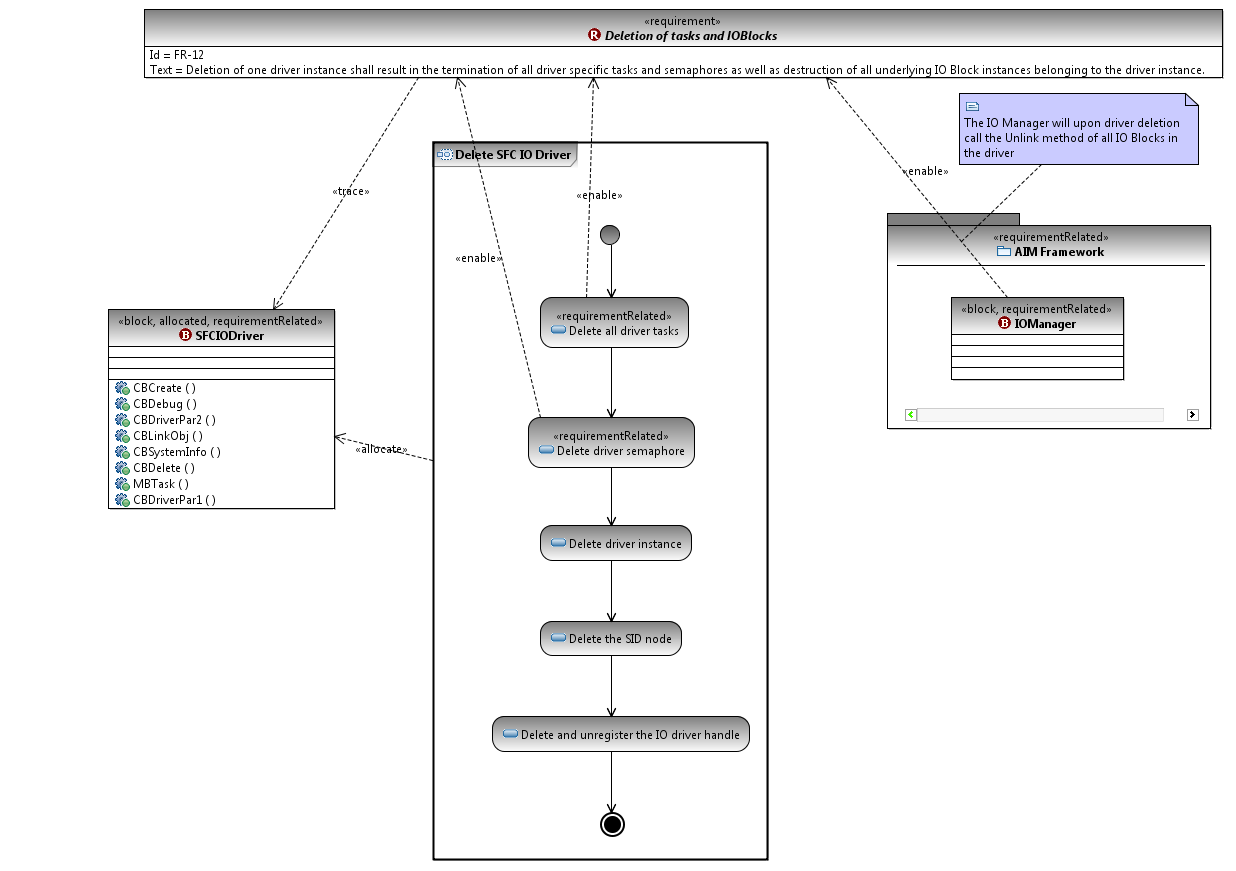 «requirement»
R Deletion of tasks and IOBlocks
Id = FR-12
Text = Deletion of one driver instance shall result in the termination of all driver specific tasks and semaphores as well as destruction of all underlying IO Block instances belonging to the driver instance.
The IO Manager will upon driver deletion
call the Unlink method of all IO Blocks in
the driver
Delete SFC IO Driver
«enable»
«trace»
«enable»
«requirementRelated»
AIM Framework
«enable»
«block, requirementRelated»
B IOManager
«block, allocated, requirementRelated»
B SFCIODriver
CBCreate ( )
CBDebug ( )
CBDriverPar2 ( )
CBLinkObj ( )
CBSystemInfo ( )
CBDelete ( )
MBTask ( )
CBDriverPar1 ( )
«allocate»
«requirementRelated»
Delete all driver tasks
«requirementRelated»
Delete driver semaphore
Delete driver instance
Delete the SID node
Delete and unregister the IO driver handle